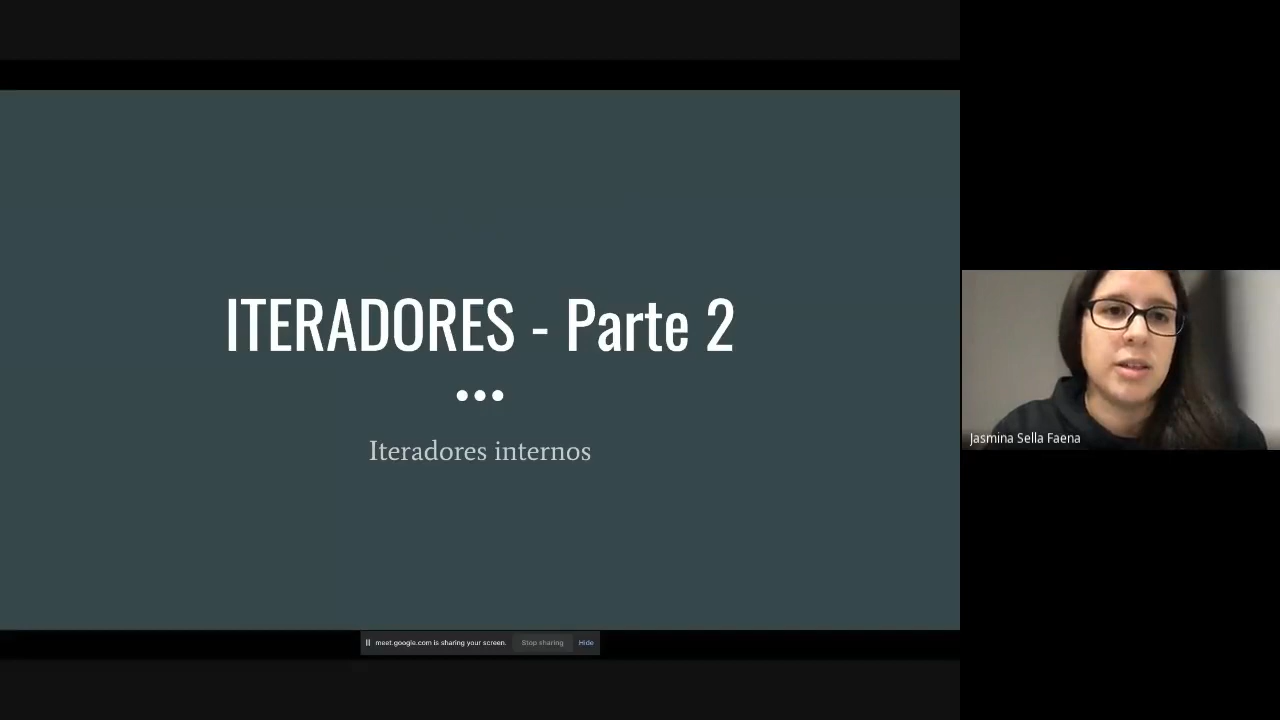 ITERADORES - Parte 2
Iteradores internos
Jasmina Sella Faena
meet.google.com is sharing your screen. Stop sharing Hide